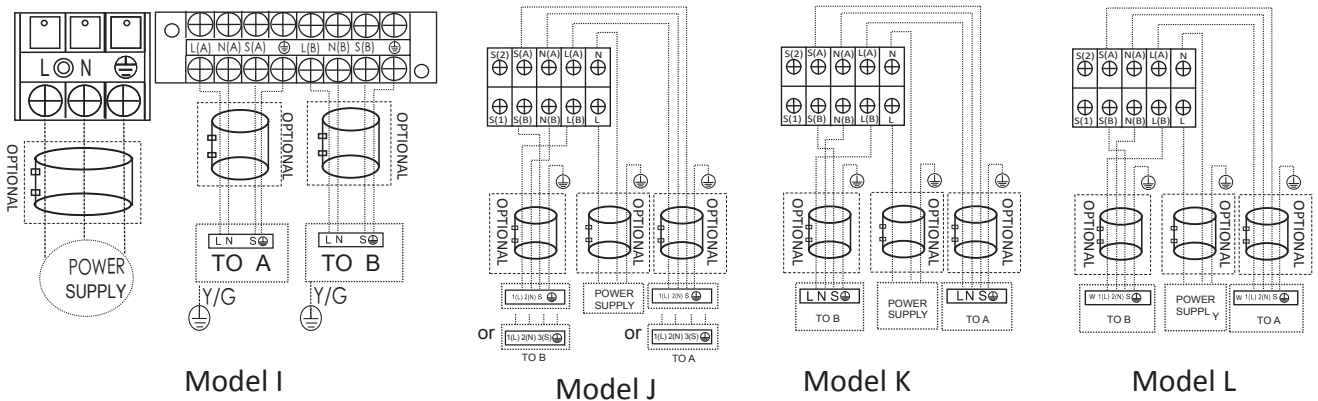 L N
OPTIONAL
POWER
SUPPLY
L(A) N(A) S(A) L(B) N(B) S(B)
OPTIONAL
OPTIONAL
L N S
TO A
Y/G
L N S
TO B
Y/G
Model I
S(2) S(A) N(A) L(A) N
S(1) S(B) N(B) L(B) L
OPTIONAL
OPTIONAL
OPTIONAL
1(L) 2(N) S
POWER
SUPPLY
1(L) 2(N) S
or
1(L) 2(N) 3(S)
TO B
or
1(L) 2(N) 3(S)
TO A
Model J
S(2) S(A) N(A) L(A) N
S(1) S(B) N(B) L(B) L
OPTIONAL
OPTIONAL
OPTIONAL
L N S
TO B
POWER
SUPPLY
L N S
TO A
Model K
S(2) S(A) N(A) L(A) N
S(1) S(B) N(B) L(B) L
OPTIONAL
OPTIONAL
OPTIONAL
W 1(L) 2(N) S
TO B
POWER
SUPPLY
W 1(L) 2(N) S
TO A
Model L